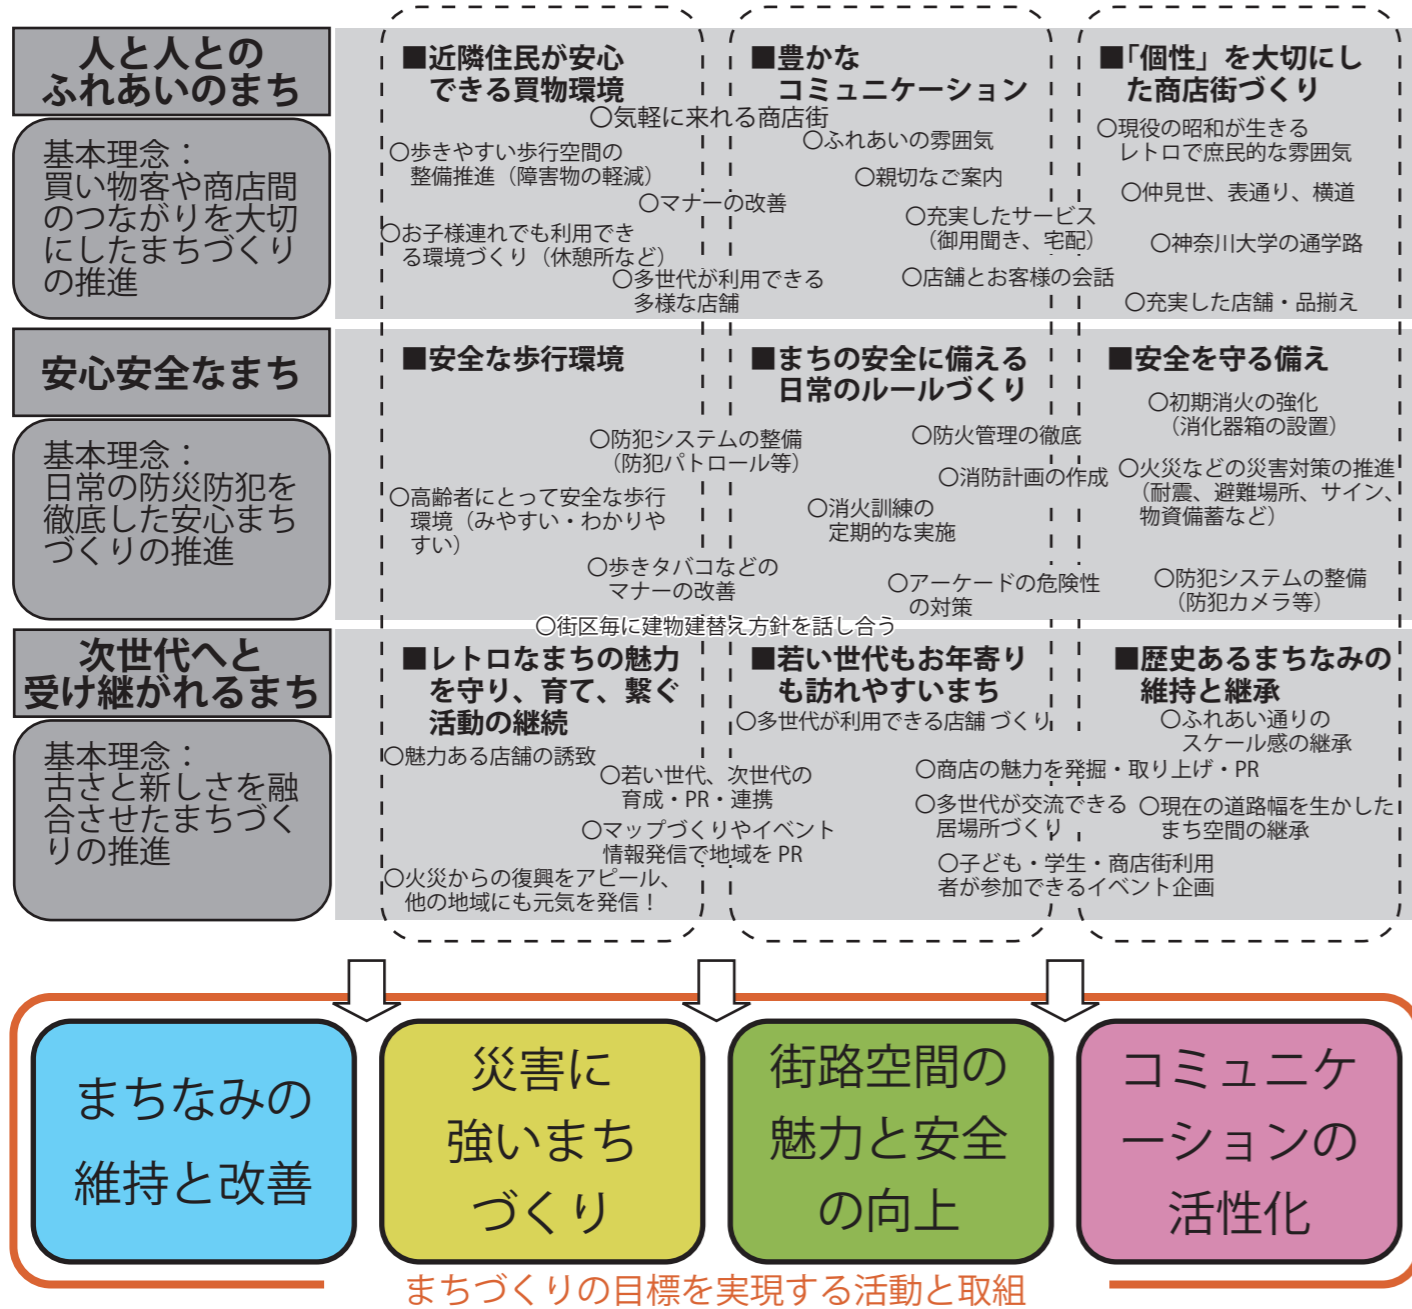 人と人との
ふれあいのまち
基本理念：
買い物客や商店間
のつながりを大切
にしたまちづくり
の推進
■近隣住民が安心
できる買物環境
○気軽に来れる商店街
○歩きやすい歩行空間の
整備推進（障害物の軽減）
○マナーの改善
○お子様連れでも利用でき
る環境づくり（休憩所など）
○多世代が利用できる
多様な店舗
■豊かな
コミュニケーション
○ふれあいの雰囲気
○親切なご案内
○充実したサービス
（御用聞き、宅配）
○店舗とお客様の会話
■「個性」を大切にし
た商店街づくり
○現役の昭和が生きる
レトロで庶民的な雰囲気
○仲見世、表通り、横道
○神奈川大学の通学路
○充実した店舗・品揃え
安心安全なまち
基本理念：
日常の防災防犯を
徹底した安心まち
づくりの推進
■安全な歩行環境
○防犯システムの整備
（防犯パトロール等）
○高齢者にとって安全な歩行
環境（みやすい・わかりや
すい）
○歩きタバコなどの
マナーの改善
■まちの安全に備える
日常のルールづくり
○防火管理の徹底
○消防計画の作成
○消火訓練の
定期的な実施
○アーケードの危険性
の対策
■安全を守る備え
○初期消火の強化
（消化器箱の設置）
○火災などの災害対策の推進
（耐震、避難場所、サイン、
物資備蓄など）
○防犯システムの整備
（防犯カメラ等）
○街区毎に建物建替え方針を話し合う
次世代へと
受け継がれるまち
基本理念：
古さと新しさを融
合させたまちづく
りの推進
■レトロなまちの魅力
を守り、育て、繋ぐ
活動の継続
○魅力ある店舗の誘致
○若い世代、次世代の
育成・PR・連携
○マップづくりやイベント
情報発信で地域を PR
○火災からの復興をアピール、
他の地域にも元気を発信！
■若い世代もお年寄り
も訪れやすいまち
○多世代が利用できる店舗 づくり
○商店の魅力を発掘・取り上げ・PR
○多世代が交流できる
居場所づくり
○子ども・学生・商店街利用
者が参加できるイベント企画
■歴史あるまちなみの
維持と継承
○ふれあい通りの
スケール感の継承
○現在の道路幅を生かした
まち空間の継承
まちなみの
維持と改善
災害に
強いまち
づくり
街路空間の
魅力と安全
の向上
コミュニケ
ーションの
活性化
まちづくりの目標を実現する活動と取組